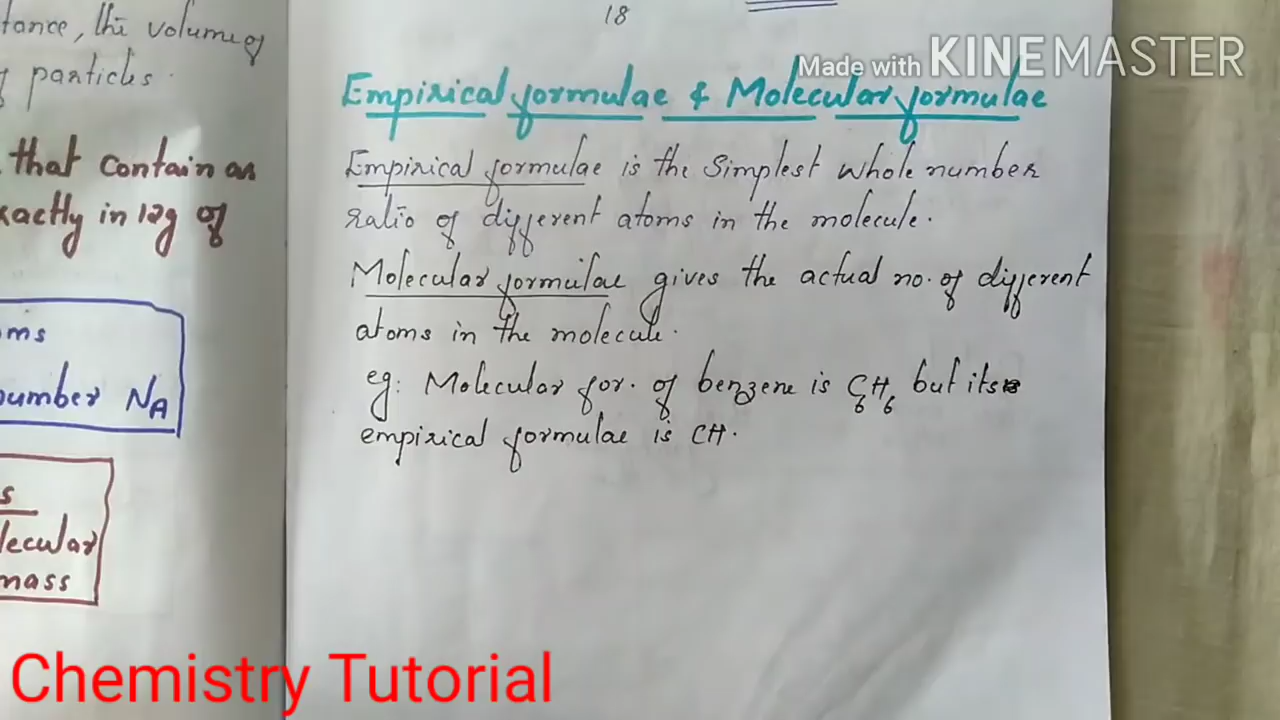 18
Made with KINEMASTER
tance, the volume of
particles.
that contain as
xactly in 12g of
oms
number NA
s
lecular
mass
Empirical formulae & Molecular formulae
Empirical formulae is the simplest whole number
ratio of different atoms in the molecule.
Molecular formulae gives the actual no. of different
atoms in the molecule.
eg: Molecular for. of benzene is C6H6 but its
empirical formulae is CH.
Chemistry Tutorial